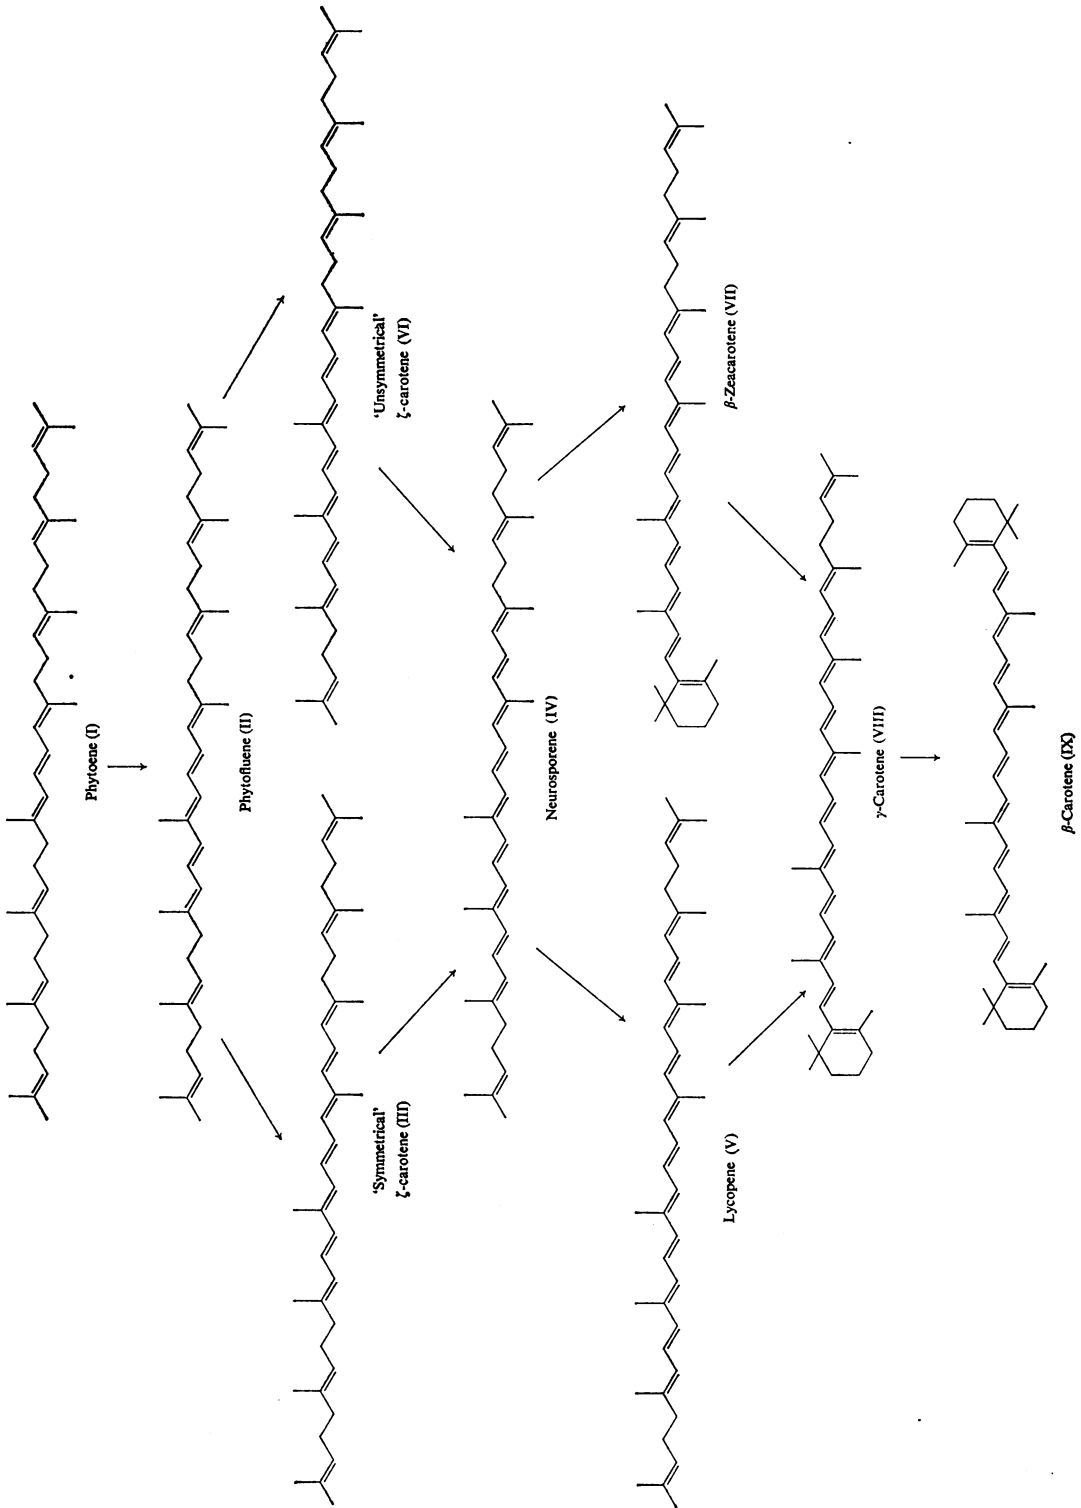 Phytoene (I)
Phytofluene (II)
'Unsymmetrical'
ζ-carotene (VI)
'Symmetrical'
ζ-carotene (III)
Neurosporene (IV)
β-Zeacarotene (VII)
Lycopene (V)
γ-Carotene (VIII)
β-Carotene (IX)